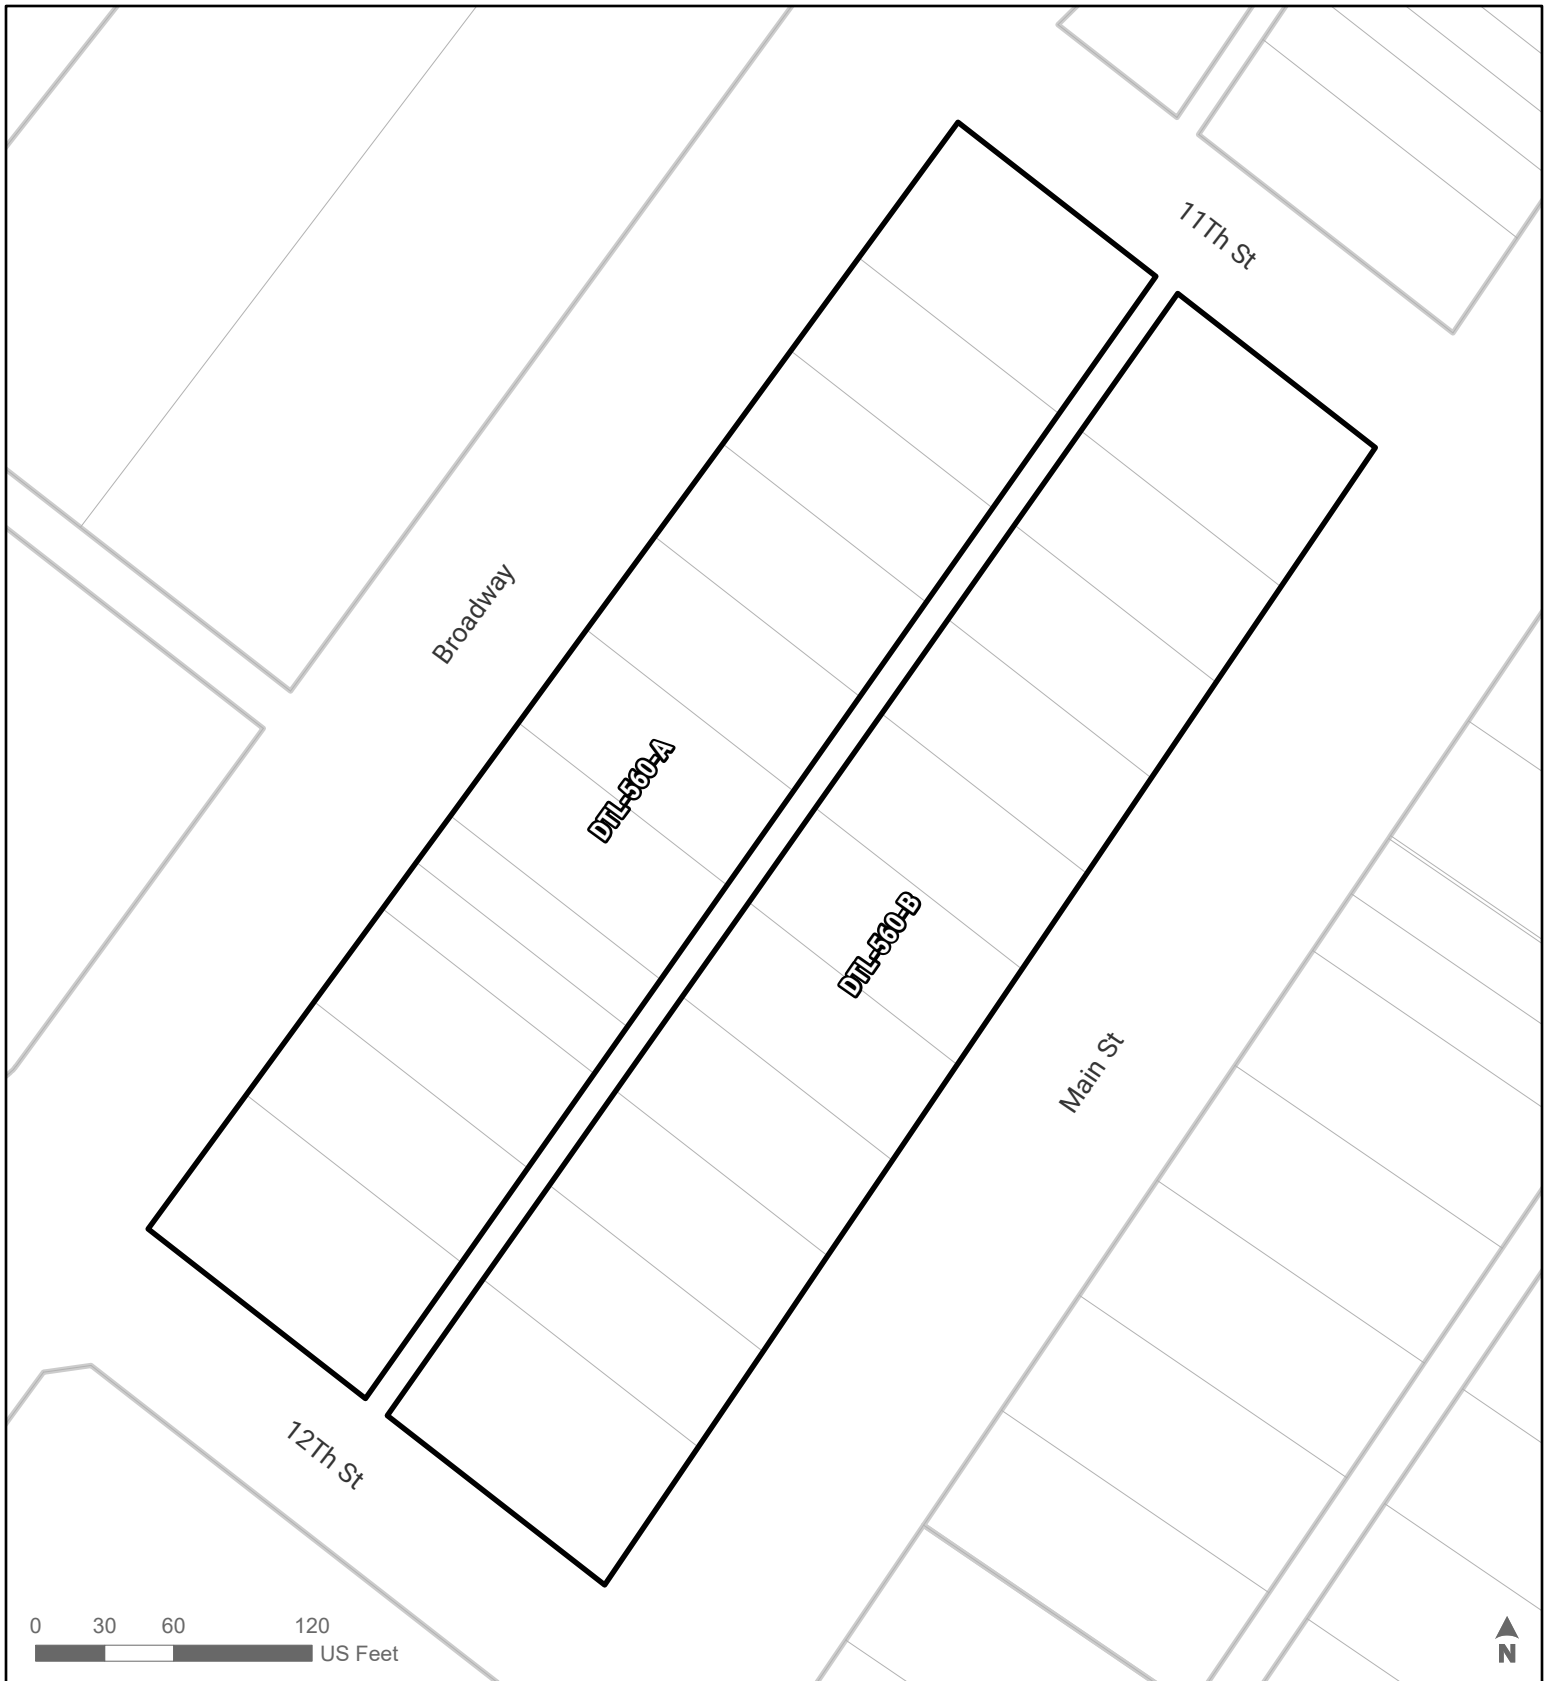 11Th St
Broadway
DTL-560-A
DTL-560-B
Main St
12Th St
0 30 60 120
US Feet
N